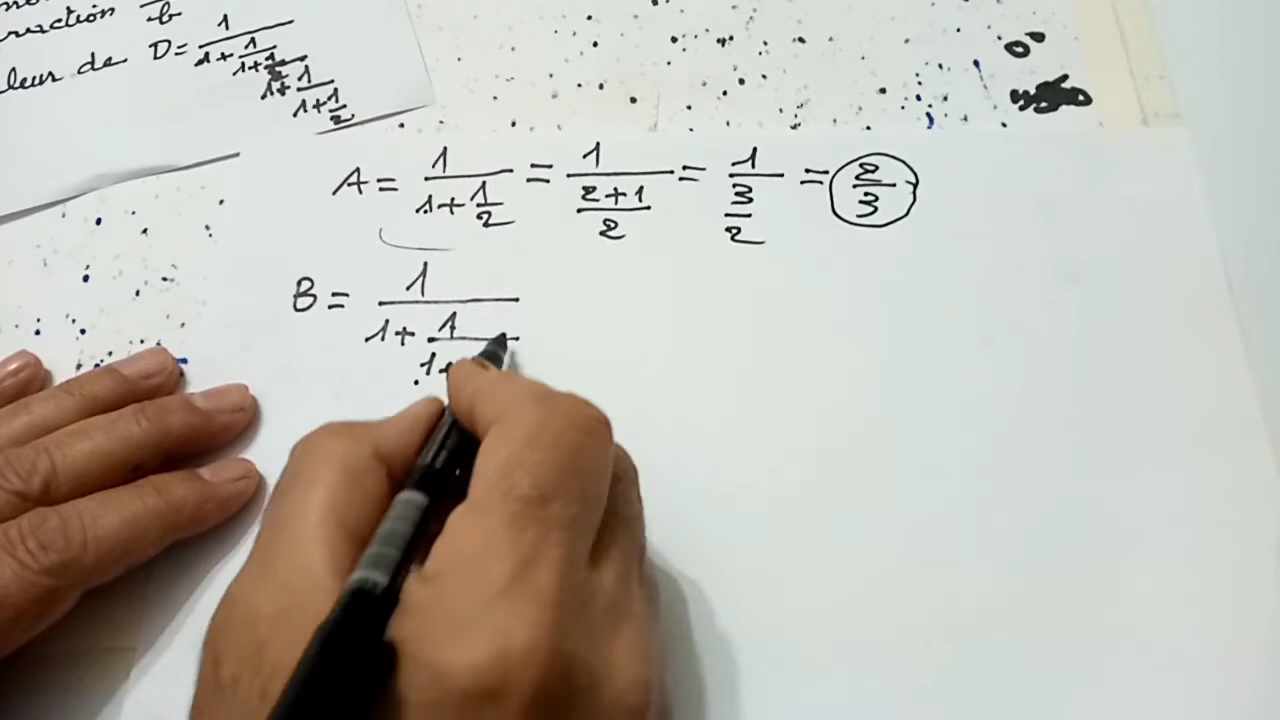 fraction b
leur de D = 1/(1+1/(1+1/(1+1/(1+1/2))))
A = 1/(1+1/2) = 1/((2+1)/2) = 1/(3/2) = 2/3
B = 1/(1+1/(1+